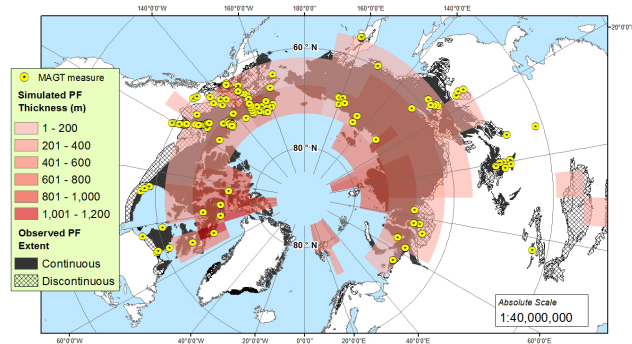 140°0'0"W
160°0'0"W
180°0'0"
160°0'0"E
140°0'0"E
20°0'0"E
60° N
80° N
80° N
MAGT measure
Simulated PF
Thickness (m)
1 - 200
201 - 400
401 - 600
601 - 800
801 - 1,000
1,001 - 1,200
Observed PF
Extent
Continuous
Discontinuous
Absolute Scale
1:40,000,000
60°0'0"W
40°0'0"W
20°0'0"W
0°0'0"
20°0'0"E
40°0'0"E
60°0'0"E